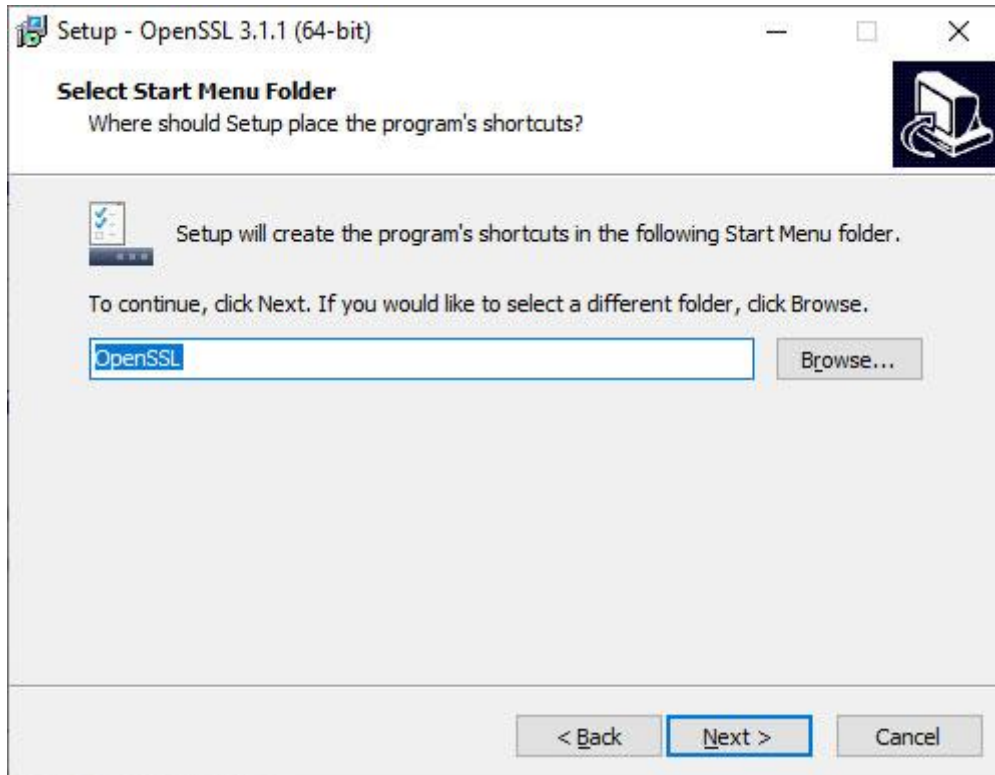 Setup - OpenSSL 3.1.1 (64-bit)
Select Start Menu Folder
Where should Setup place the program's shortcuts?
Setup will create the program's shortcuts in the following Start Menu folder.
To continue, click Next. If you would like to select a different folder, click Browse.
OpenSSL
Browse...
< Back
Next >
Cancel